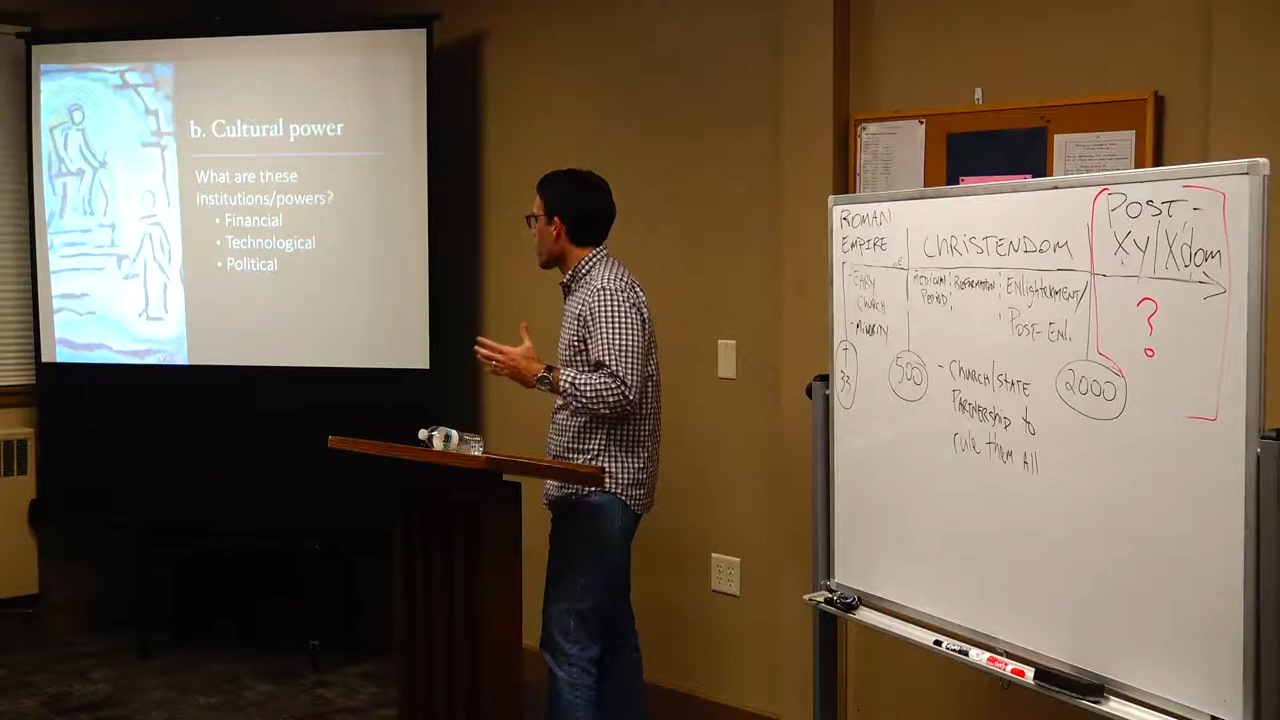 b. Cultural power
What are these
institutions/powers?
• Financial
• Technological
• Political
ROMAN
EMPIRE
CHRISTENDOM
POST-
Xy/Xdom
-EARLY
CHURCH
-MINORITY
MEDIEVAL
PERIOD
REFORMATION
ENLIGHTENMENT/
POST-ENL.
?
33
500
2000
- CHURCH/STATE
PARTNERSHIP to
rule them All